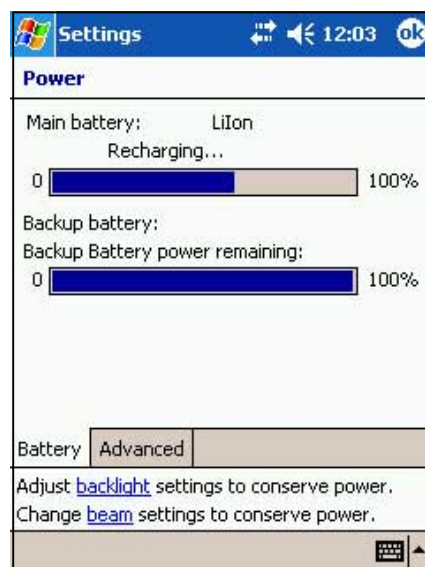 Settings 12:03 ok
Power
Main battery: LiIon
Recharging...
0 100%
Backup battery:
Backup Battery power remaining:
0 100%
Battery Advanced
Adjust backlight settings to conserve power.
Change beam settings to conserve power.